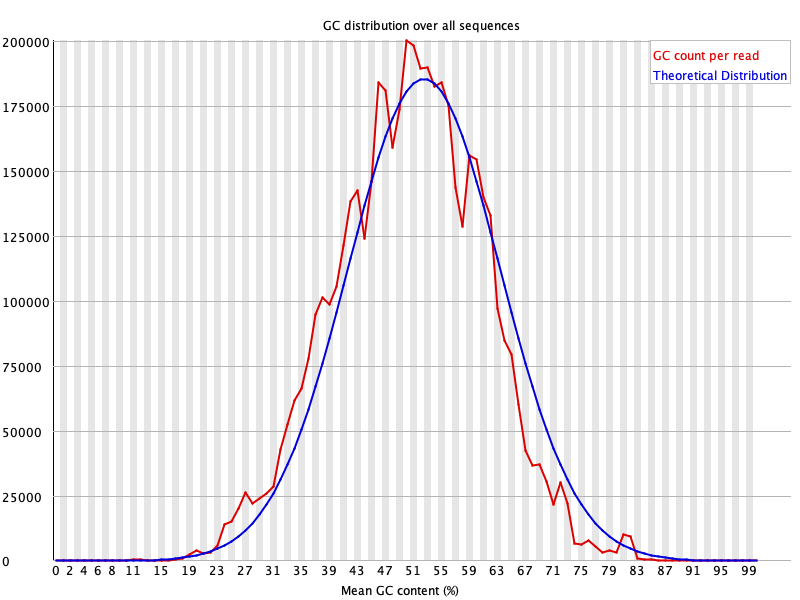 GC distribution over all sequences
GC count per read
Theoretical Distribution
200000
175000
150000
125000
100000
75000
50000
25000
0
0 2 4 6 8 11 15 19 23 27 31 35 39 43 47 51 55 59 63 67 71 75 79 83 87 91 95 99
Mean GC content (%)